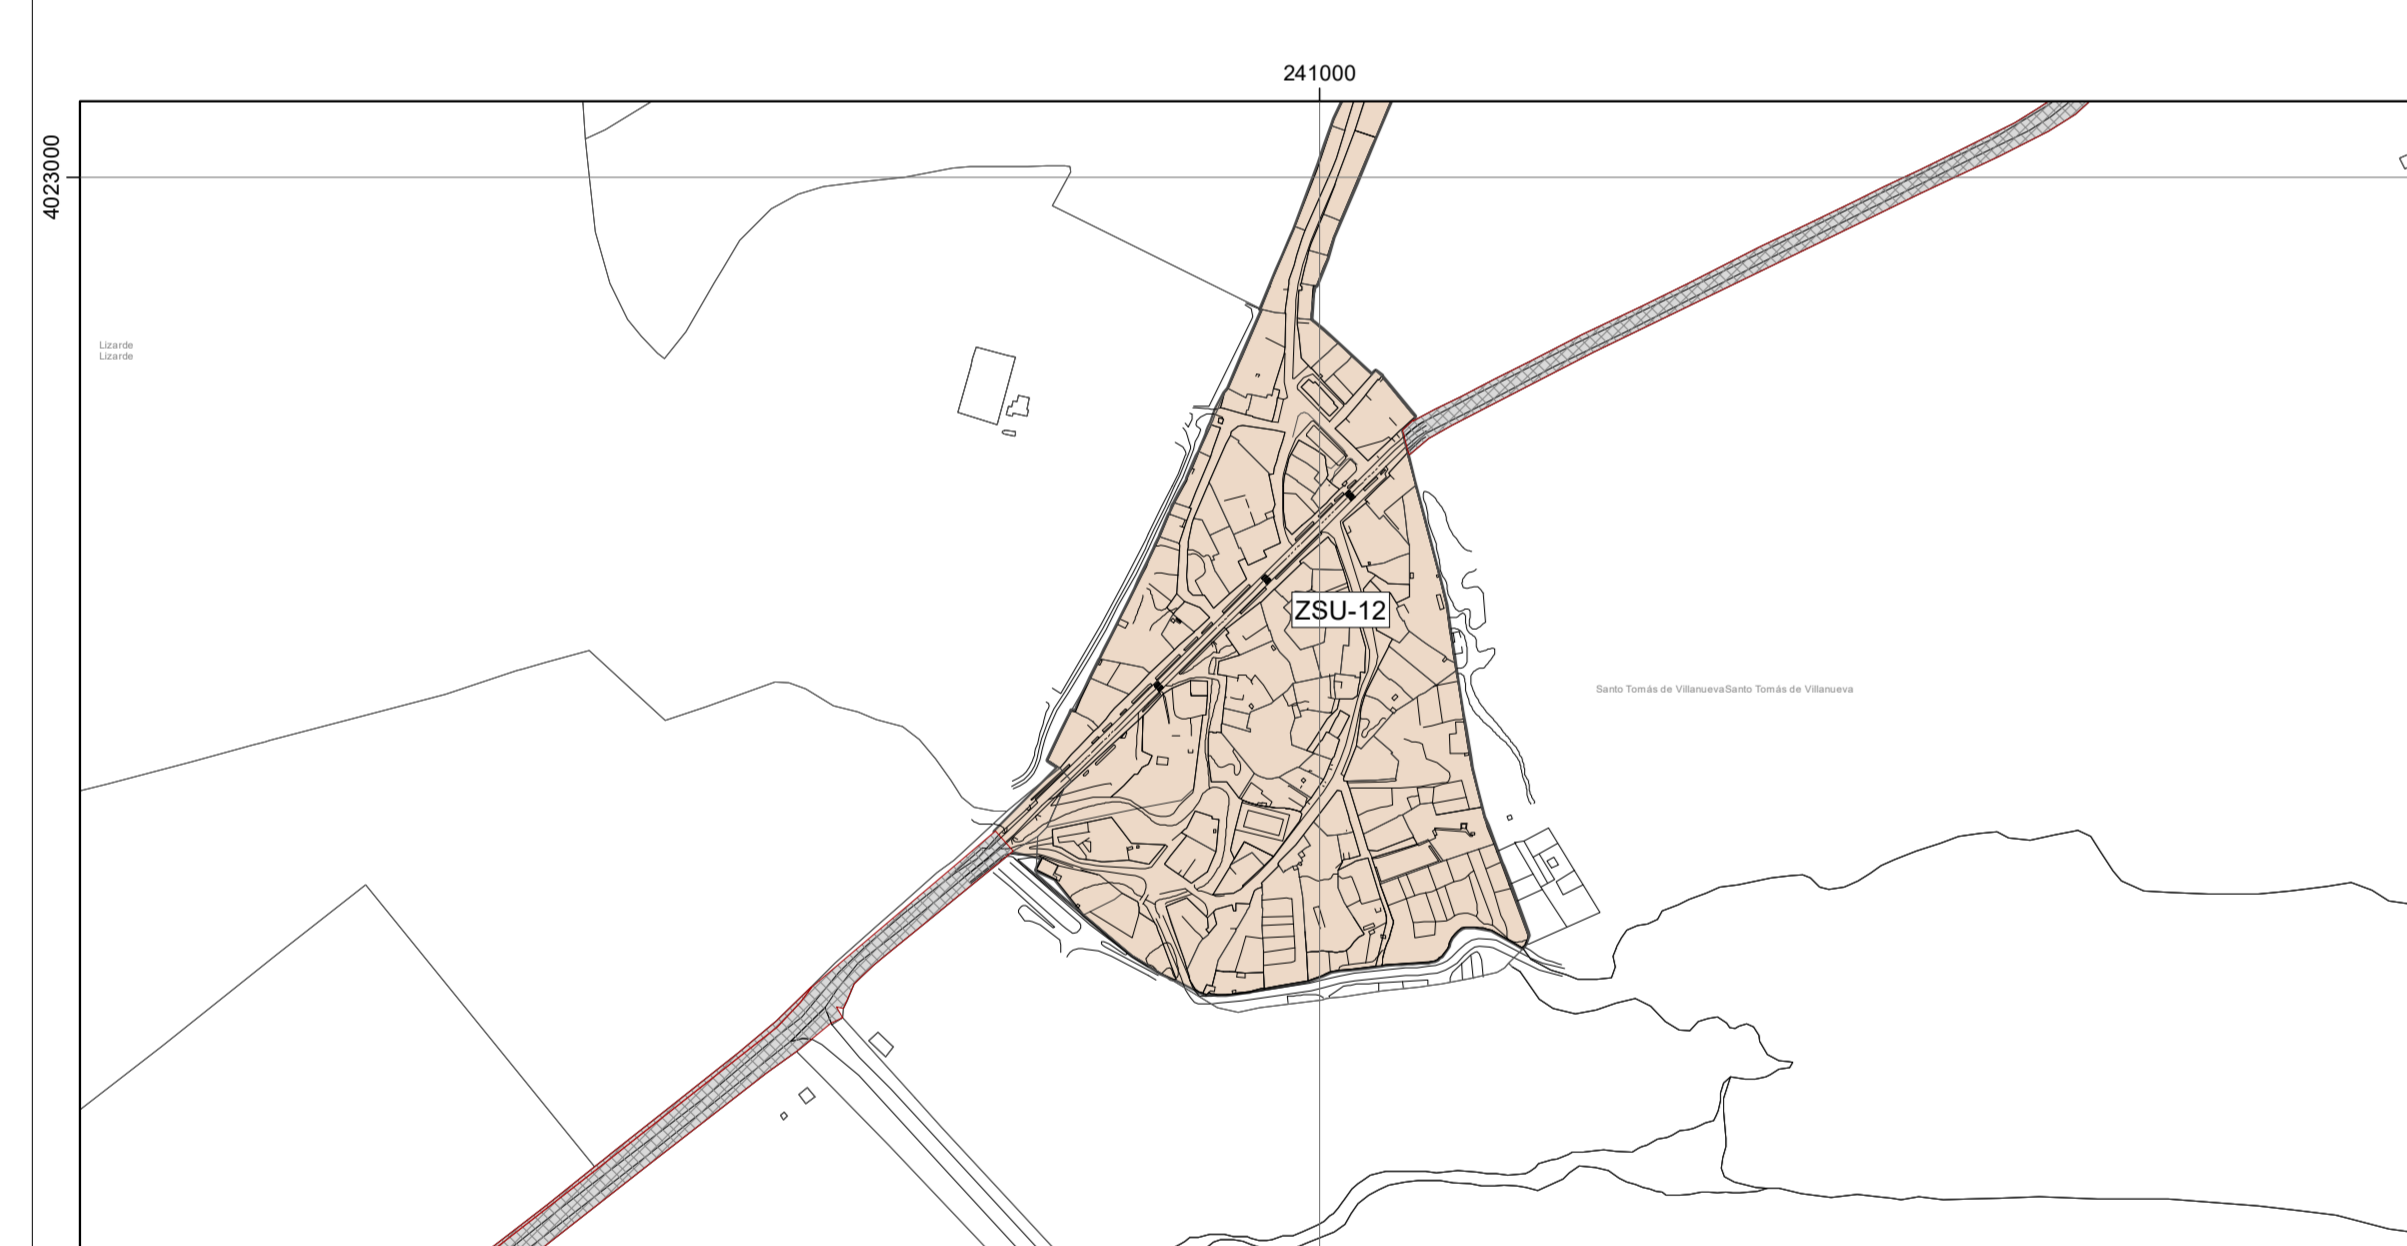 241000
4023000
Lizarde
Lizarde
ZSU-12
Santo Tomás de VillanuevaSanto Tomás de Villanueva